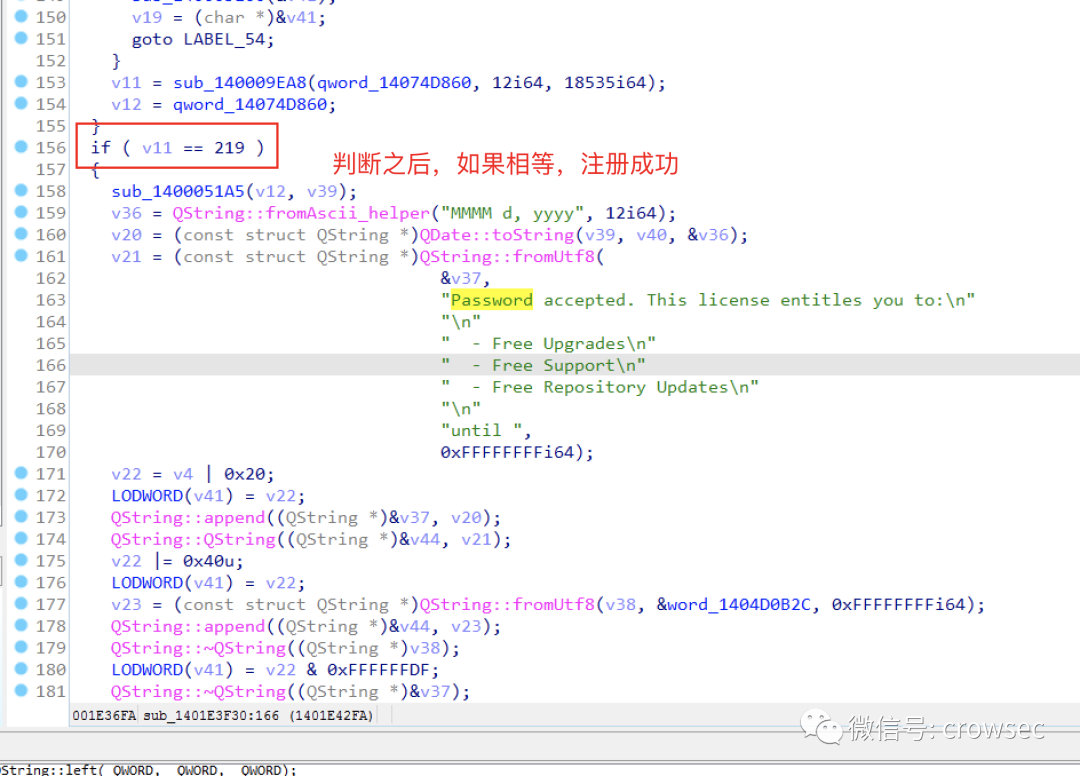 150 v19 = (char *)&v41;
151 goto LABEL_54;
152 }
153 v11 = sub_140009EA8(qword_14074D860, 12i64, 18535i64);
154 v12 = qword_14074D860;
155 }
156 if ( v11 == 219 )
判断之后，如果相等，注册成功
157 {
158 sub_1400051A5(v12, v39);
159 v36 = QString::fromAscii_helper("MMMM d, yyyy", 12i64);
160 v20 = (const struct QString *)QDate::toString(v39, v40, &v36);
161 v21 = (const struct QString *)QString::fromUtf8(
162 &v37,
163 "Password accepted. This license entitles you to:\n"
164 "\n"
165 "  - Free Upgrades\n"
166 "  - Free Support\n"
167 "  - Free Repository Updates\n"
168 "\n"
169 "until ",
170 0xFFFFFFFFi64);
171 v22 = v4 | 0x20;
172 LODWORD(v41) = v22;
173 QString::append((QString *)&v37, v20);
174 QString::QString((QString *)&v44, v21);
175 v22 |= 0x40u;
176 LODWORD(v41) = v22;
177 v23 = (const struct QString *)QString::fromUtf8(v38, &word_1404D0B2C, 0xFFFFFFFFi64);
178 QString::append((QString *)&v44, v23);
179 QString::~QString((QString *)v38);
180 LODWORD(v41) = v22 & 0xFFFFFFDF;
181 QString::~QString((QString *)&v37);
001E36FA sub_1401E3F30:166 (1401E42FA)
微信号: crowsec
String::left(_QWORD, _QWORD, _QWORD);